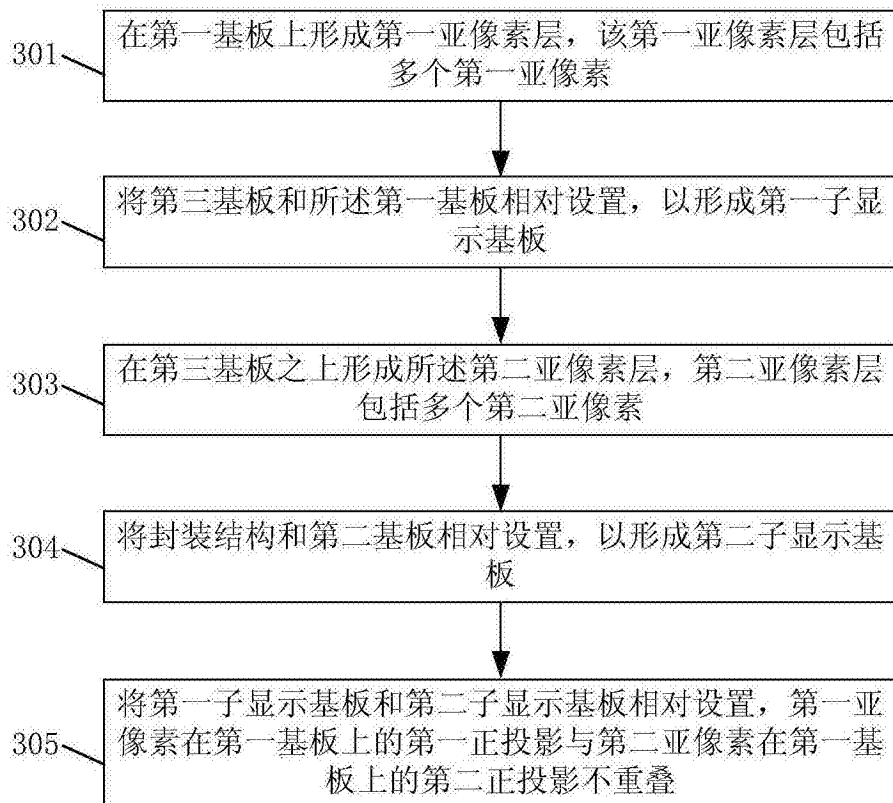 301
在第一基板上形成第一亚像素层，该第一亚像素层包括
多个第一亚像素
302
将第三基板和所述第一基板相对设置，以形成第一子显
示基板
303
在第三基板之上形成所述第二亚像素层，第二亚像素层
包括多个第二亚像素
304
将封装结构和第二基板相对设置，以形成第二子显示基
板
305
将第一子显示基板和第二子显示基板相对设置，第一亚
像素在第一基板上的第一正投影与第二亚像素在第一基
板上的第二正投影不重叠